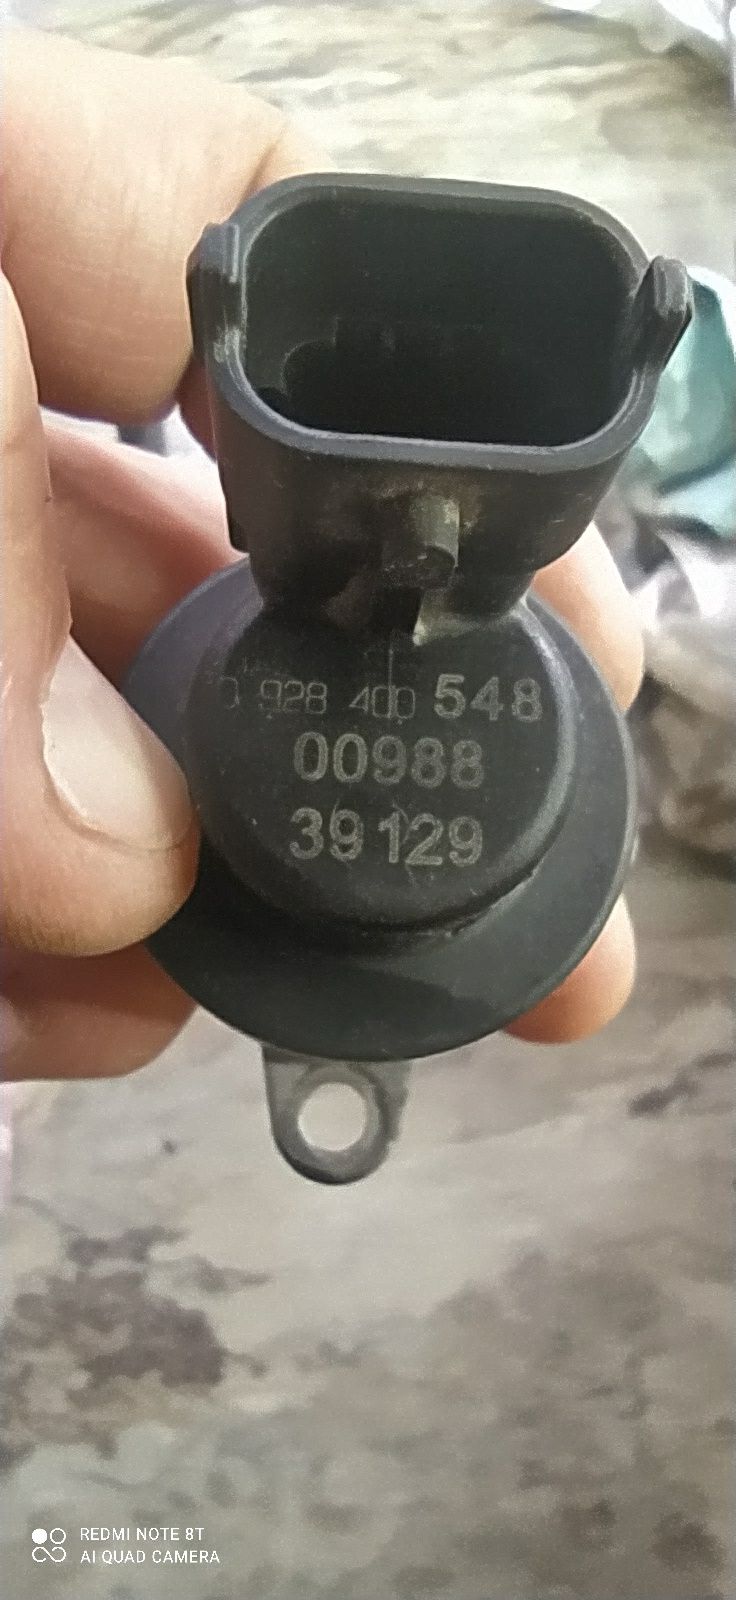 0 928 400 548
00988
39129
REDMI NOTE 8T
AI QUAD CAMERA